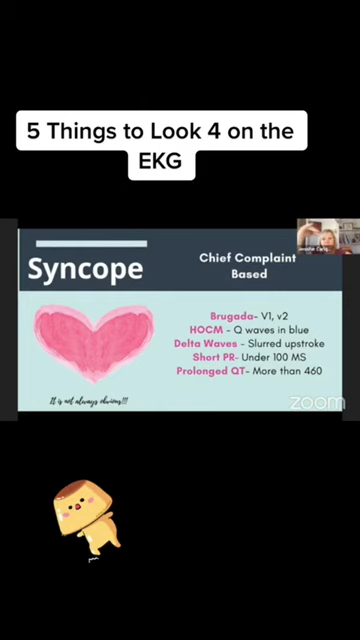 5 Things to Look 4 on the
EKG
Syncope
Chief Complaint
Based
Brugada- V1, v2
HOCM - Q waves in blue
Delta Waves - Slurred upstroke
Short PR- Under 100 MS
Prolonged QT- More than 460
It is not always obvious!!!
zoom